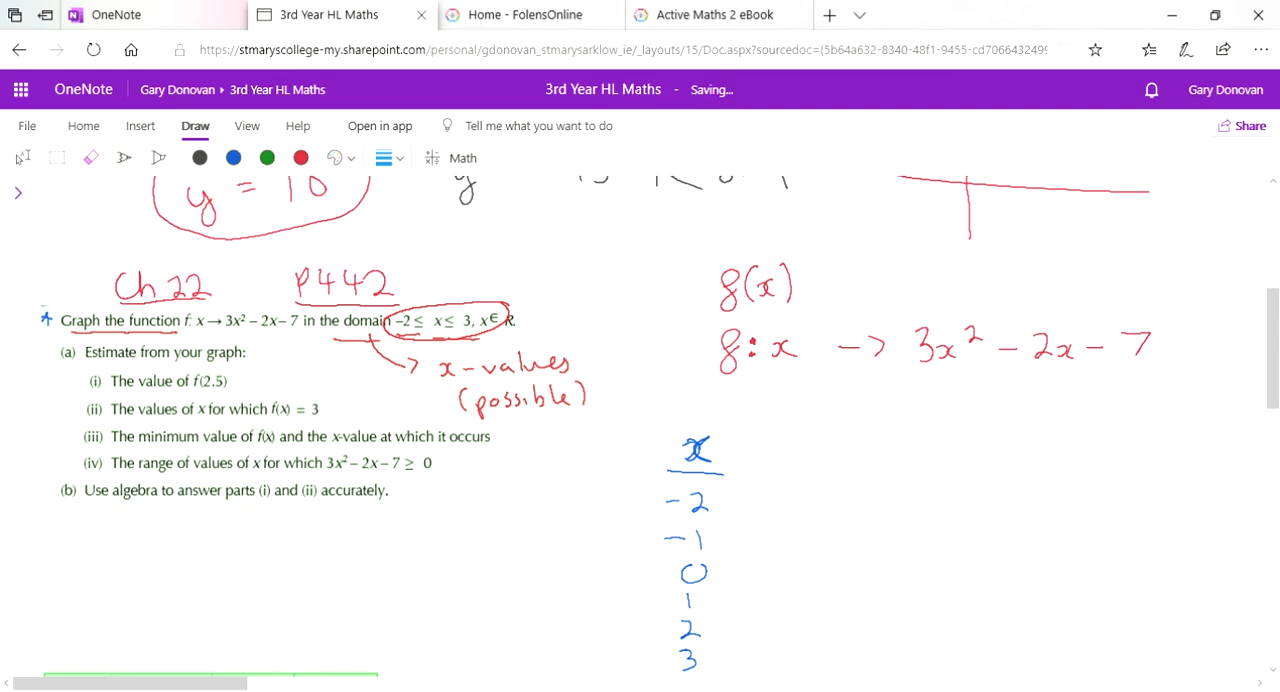 OneNote
3rd Year HL Maths
Home - FolensOnline
Active Maths 2 eBook
https://stmaryscollege-my.sharepoint.com/personal/gdonovan_stmarysarklow_ie/_layouts/15/Doc.aspx?sourcedoc={5b64a632-8340-48f1-9455-cd7066432499
OneNote
Gary Donovan › 3rd Year HL Maths
3rd Year HL Maths - Saving...
Gary Donovan
File Home Insert Draw View Help Open in app Tell me what you want to do
Share
Math
y = 10
Ch 22 P442
Graph the function f: x → 3x² – 2x – 7 in the domain –2 ≤ x ≤ 3, x ∈ R.
x-values
(possible)
(a) Estimate from your graph:
(i) The value of f(2.5)
(ii) The values of x for which f(x) = 3
(iii) The minimum value of f(x) and the x-value at which it occurs
(iv) The range of values of x for which 3x² – 2x – 7 ≥ 0
(b) Use algebra to answer parts (i) and (ii) accurately.
f(x)
f: x → 3x² – 2x – 7
x
-2
-1
0
1
2
3